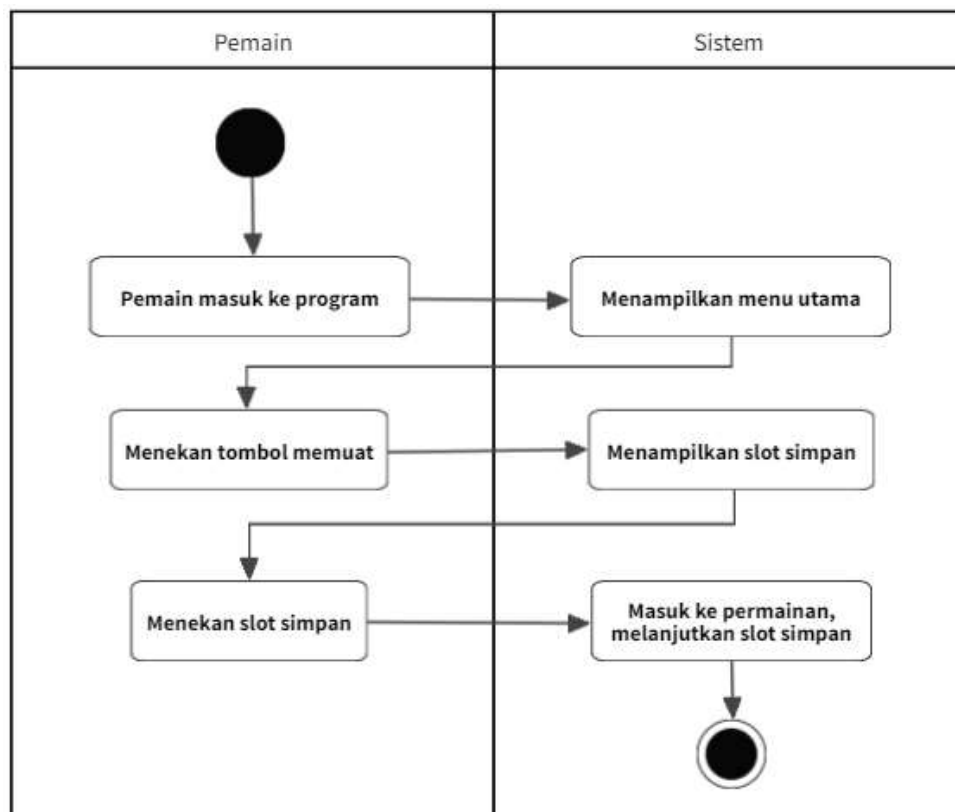 Pemain
Sistem
Pemain masuk ke program
Menampilkan menu utama
Menekan tombol memuat
Menampilkan slot simpan
Menekan slot simpan
Masuk ke permainan,
melanjutkan slot simpan